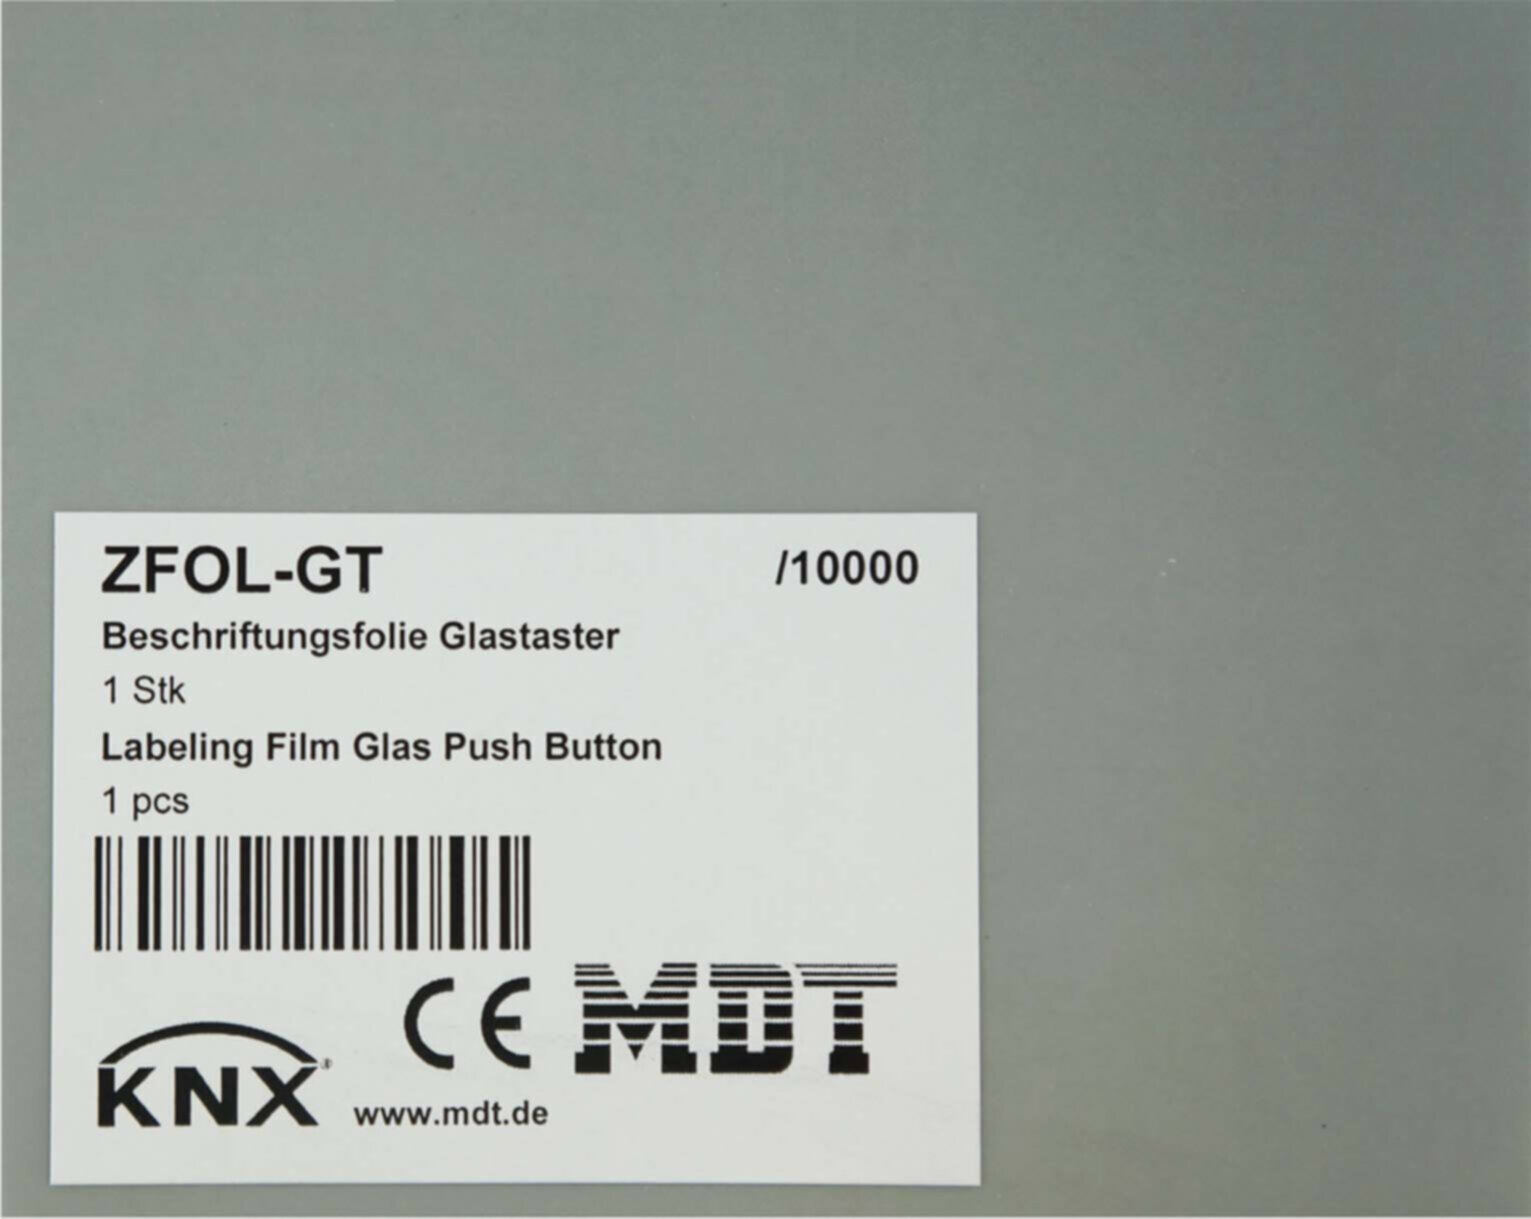 ZFOL-GT /10000
Beschriftungsfolie Glastaster
1 Stk
Labeling Film Glas Push Button
1 pcs
CE MDT
KNX®
www.mdt.de